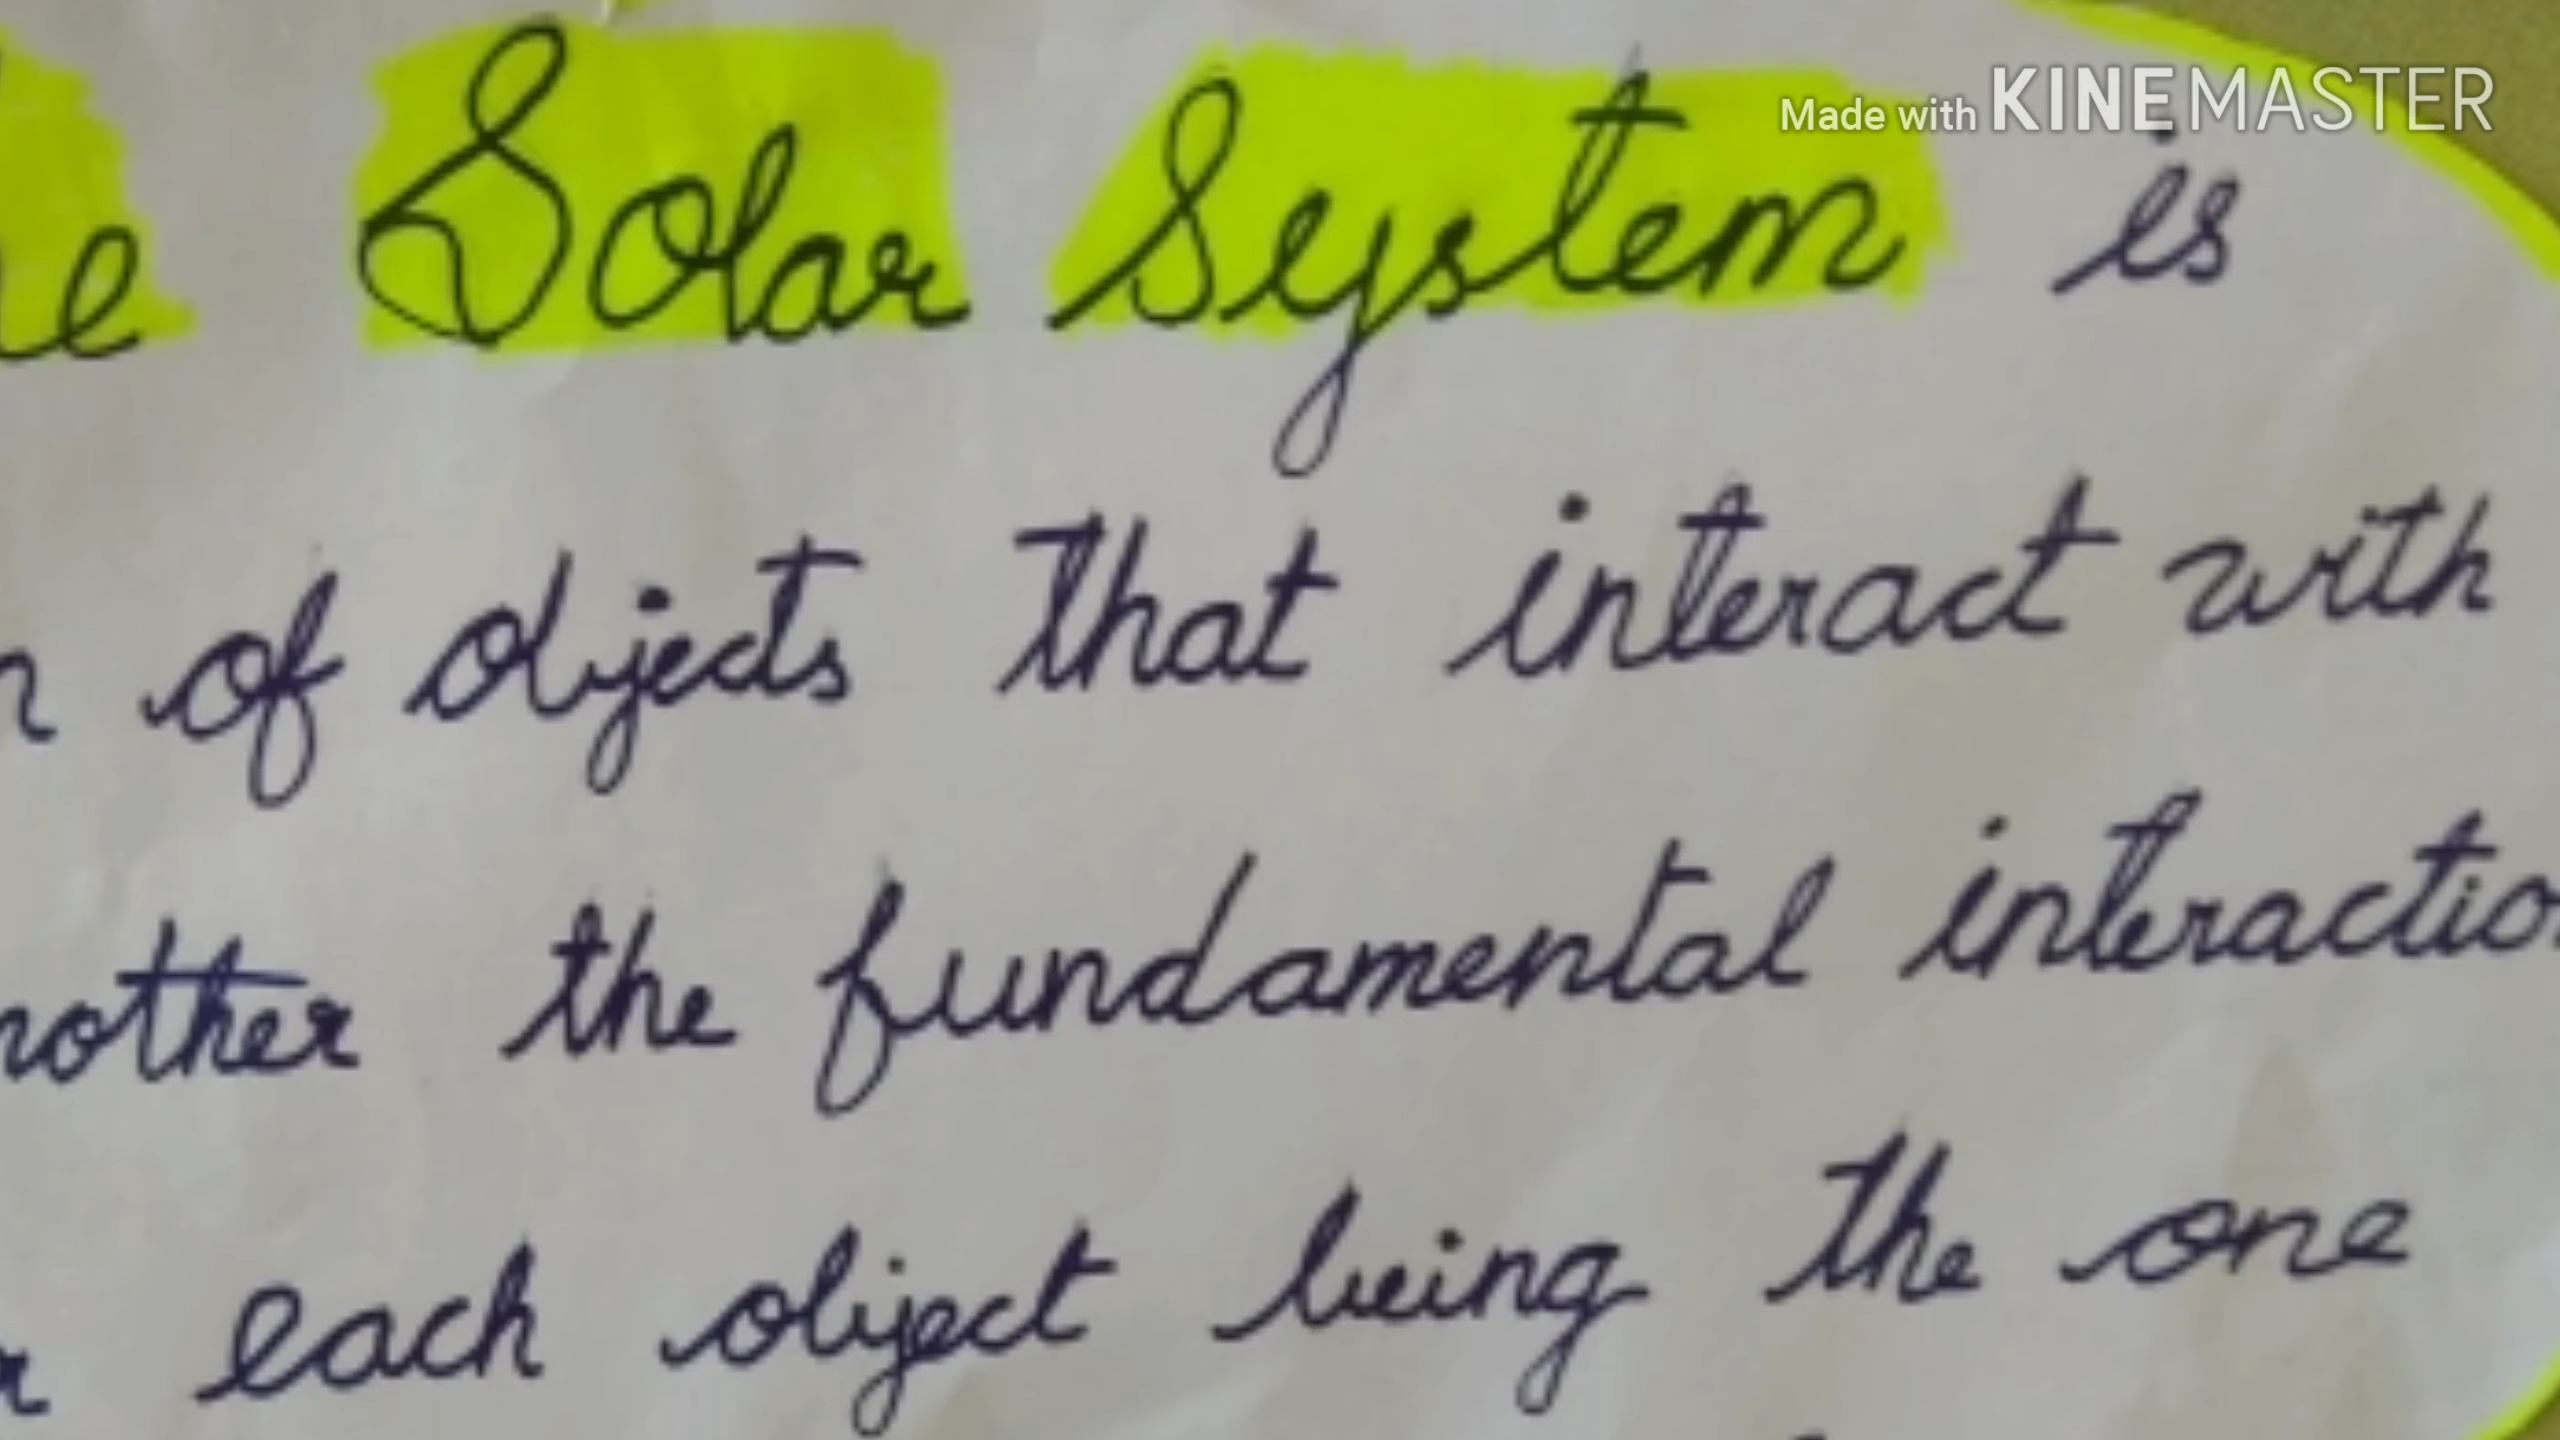 Made with KINEMASTER
e Solar System is
n of objects that interact with
nother the fundamental interactio
r each object being the one